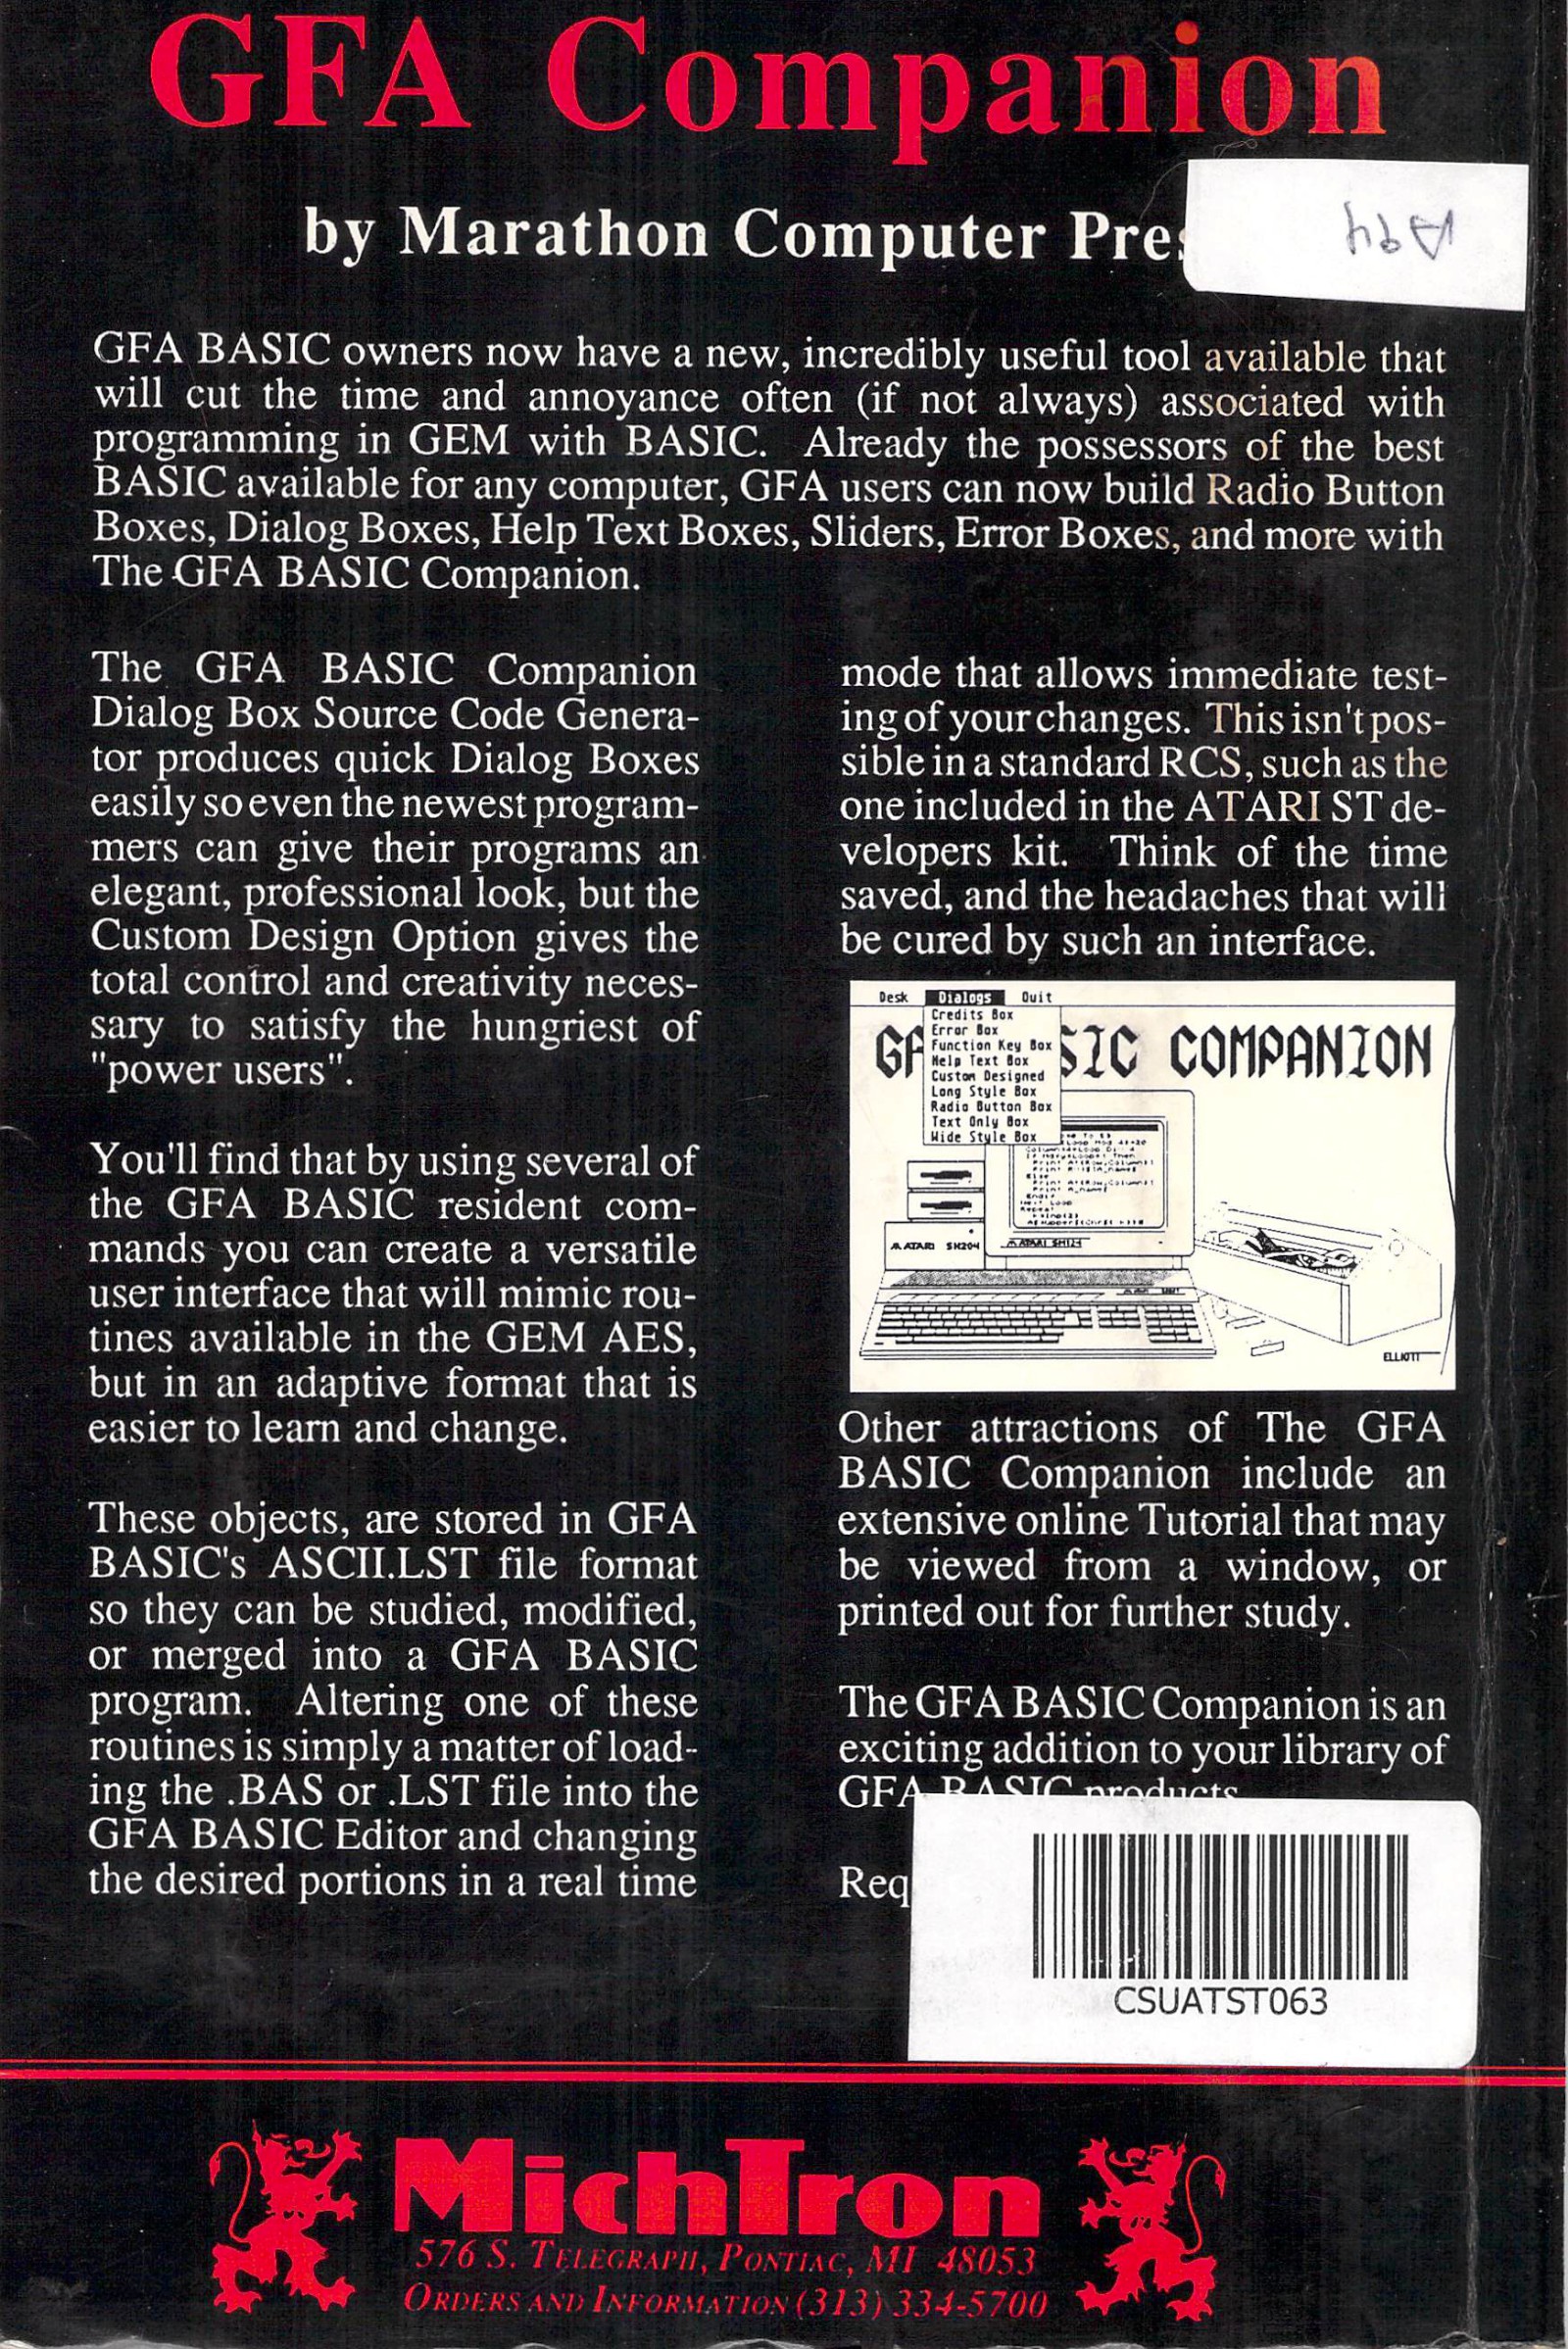 GFA Companion
by Marathon Computer
A94
GFA BASIC owners now have a new, incredibly useful tool available that
will cut the time and annoyance often (if not always) associated with
programming in GEM with BASIC. Already the possessors of the best
BASIC available for any computer, GFA users can now build Radio Button
Boxes, Dialog Boxes, Help Text Boxes, Sliders, Error Boxes, and more with
The GFA BASIC Companion.
The GFA BASIC Companion
Dialog Box Source Code Genera-
tor produces quick Dialog Boxes
easily so even the newest program-
mers can give their programs an
elegant, professional look, but the
Custom Design Option gives the
total control and creativity neces-
sary to satisfy the hungriest of
"power users".
You'll find that by using several of
the GFA BASIC resident com-
mands you can create a versatile
user interface that will mimic rou-
tines available in the GEM AES,
but in an adaptive format that is
easier to learn and change.
These objects, are stored in GFA
BASIC's ASCII.LST file format
so they can be studied, modified,
or merged into a GFA BASIC
program. Altering one of these
routines is simply a matter of load-
ing the .BAS or .LST file into the
GFA BASIC Editor and changing
the desired portions in a real time
mode that allows immediate test-
ing of your changes. This isn't pos-
sible in a standard RCS, such as the
one included in the ATARI ST de-
velopers kit. Think of the time
saved, and the headaches that will
be cured by such an interface.
Desk Dialogs Quit
Credits Box
Error Box
Function Key Box
Help Text Box
Custom Designed
Long Style Box
Radio Button Box
Text Only Box
Wide Style Box
COMPANION
ATARI SH204
ATARI SM124
ELLIOTT
Other attractions of The GFA
BASIC Companion include an
extensive online Tutorial that may
be viewed from a window, or
printed out for further study.
The GFA BASIC Companion is an
exciting addition to your library of
GFA BASIC products
Req
CSUATST063
MichTron
576 S. TELEGRAPH, PONTIAC, MI 48053
ORDERS AND INFORMATION (313) 334-5700